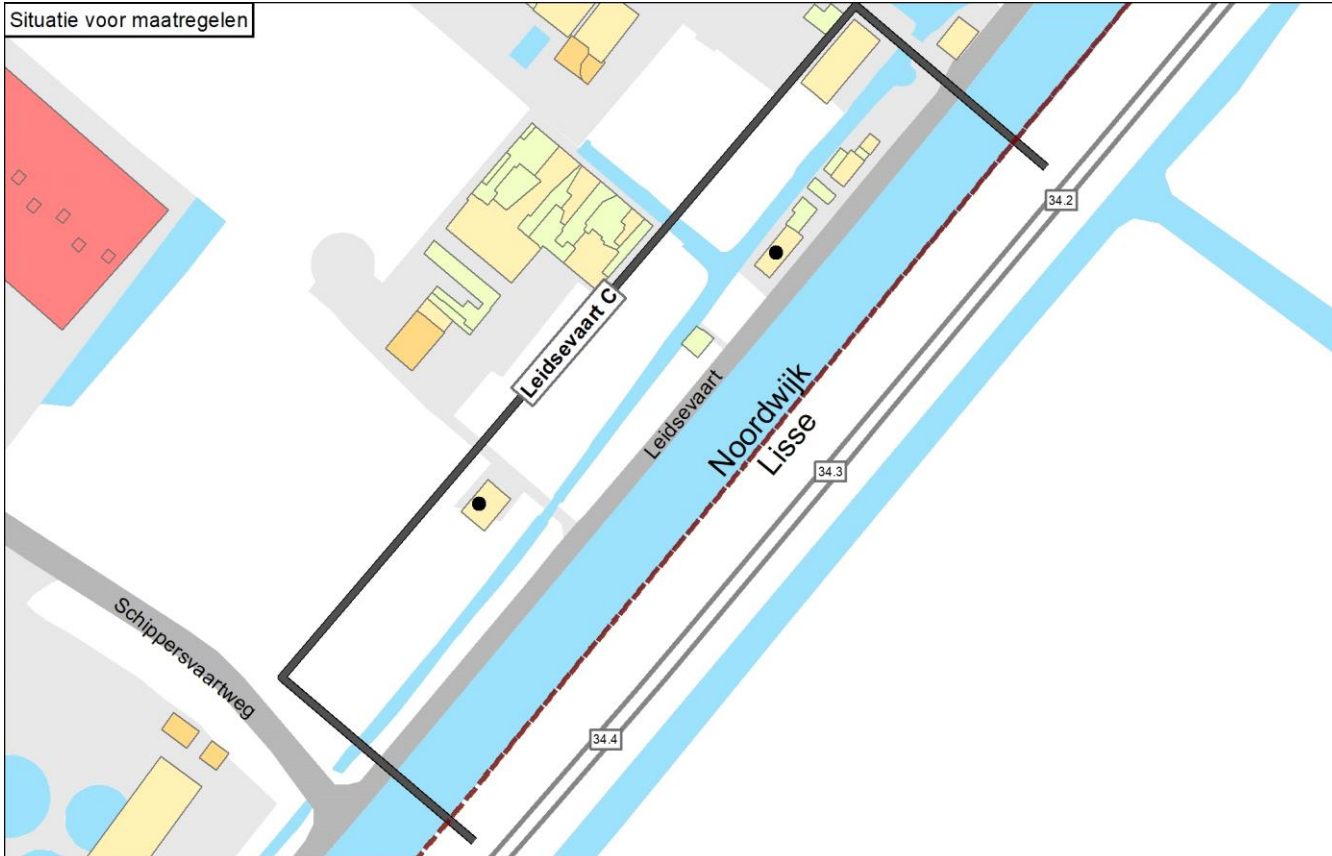 Situatie voor maatregelen
34.2
Leidsevaart C
Leidsevaart
Noordwijk
Lisse
34.3
Schippersvaartweg
34.4